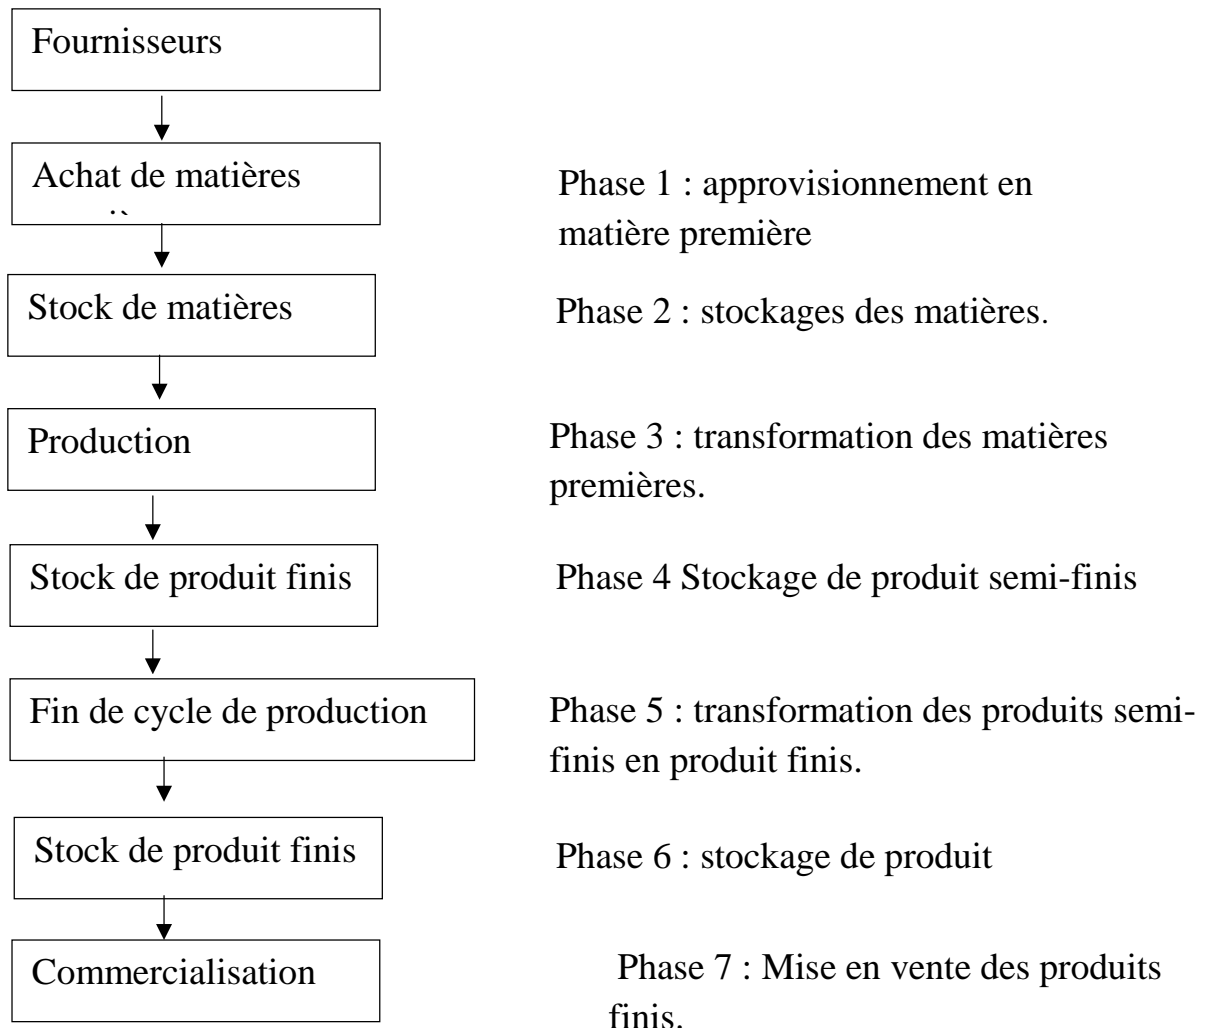 Fournisseurs
Achat de matières
Phase 1 : approvisionnement en
matière première
Stock de matières
Phase 2 : stockages des matières.
Production
Phase 3 : transformation des matières
premières.
Stock de produit finis
Phase 4 Stockage de produit semi-finis
Fin de cycle de production
Phase 5 : transformation des produits semi-
finis en produit finis.
Stock de produit finis
Phase 6 : stockage de produit
Commercialisation
Phase 7 : Mise en vente des produits
finis.